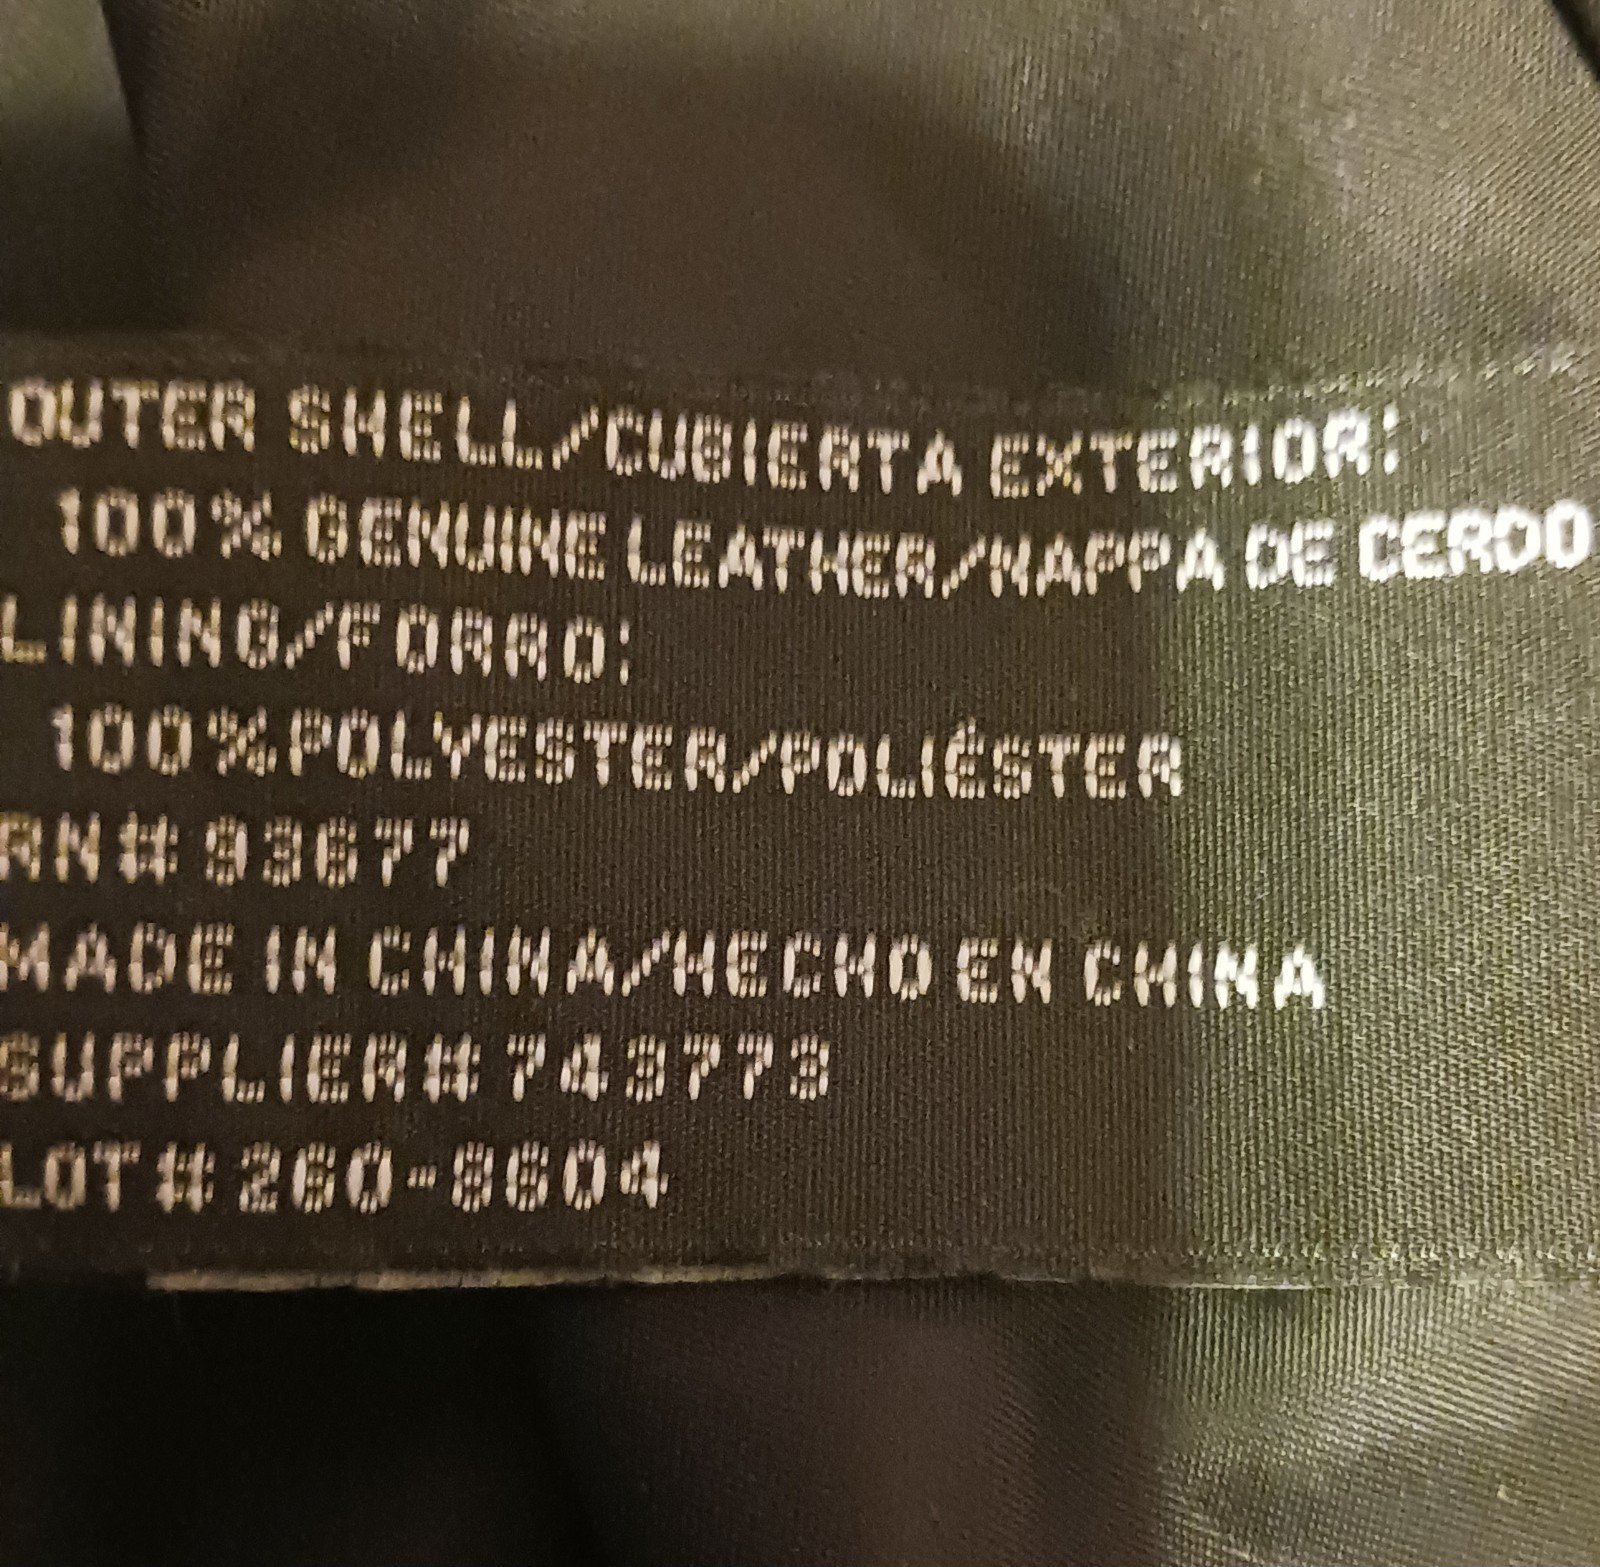 OUTER SHELL/CUBIERTA EXTERIOR:
100% GENUINE LEATHER/NAPPA DE CERDO
LINING/FORRO:
100% POLYESTER/POLIÉSTER
RN# 93677
MADE IN CHINA/HECHO EN CHINA
SUPPLIER# 743773
LOT# 260-8604